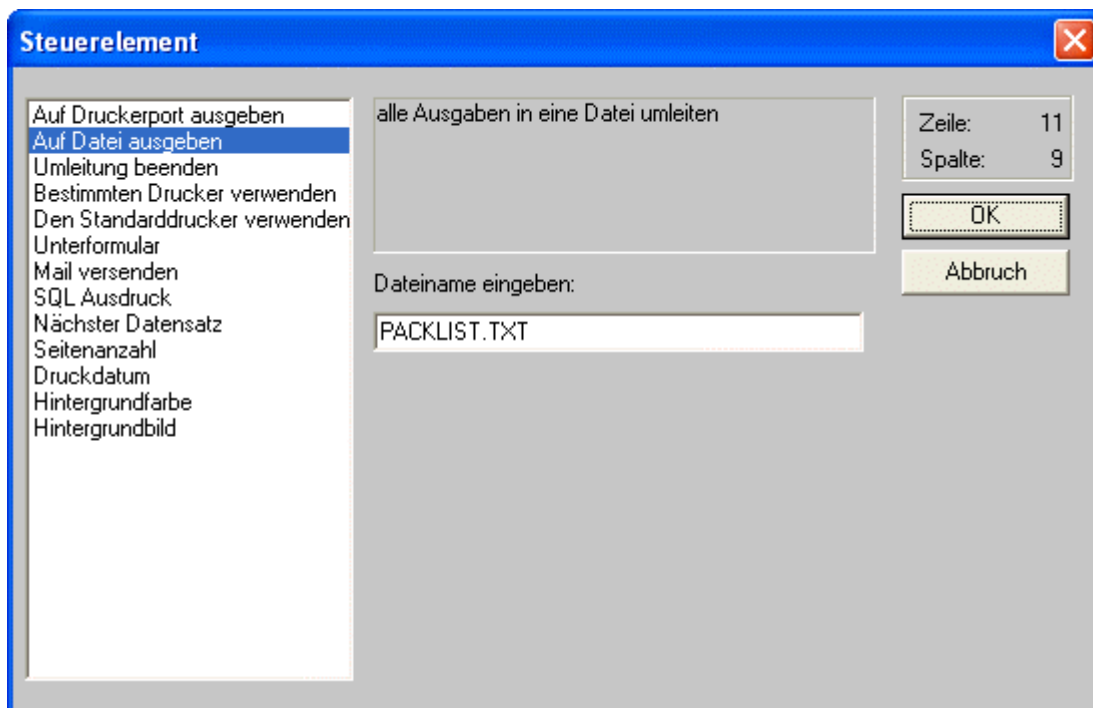 Steuerelement
Auf Druckerport ausgeben
Auf Datei ausgeben
Umleitung beenden
Bestimmten Drucker verwenden
Den Standarddrucker verwenden
Unterformular
Mail versenden
SQL Ausdruck
Nächster Datensatz
Seitenanzahl
Druckdatum
Hintergrundfarbe
Hintergrundbild
alle Ausgaben in eine Datei umleiten
Dateiname eingeben:
PACKLIST.TXT
Zeile: 11
Spalte: 9
OK
Abbruch